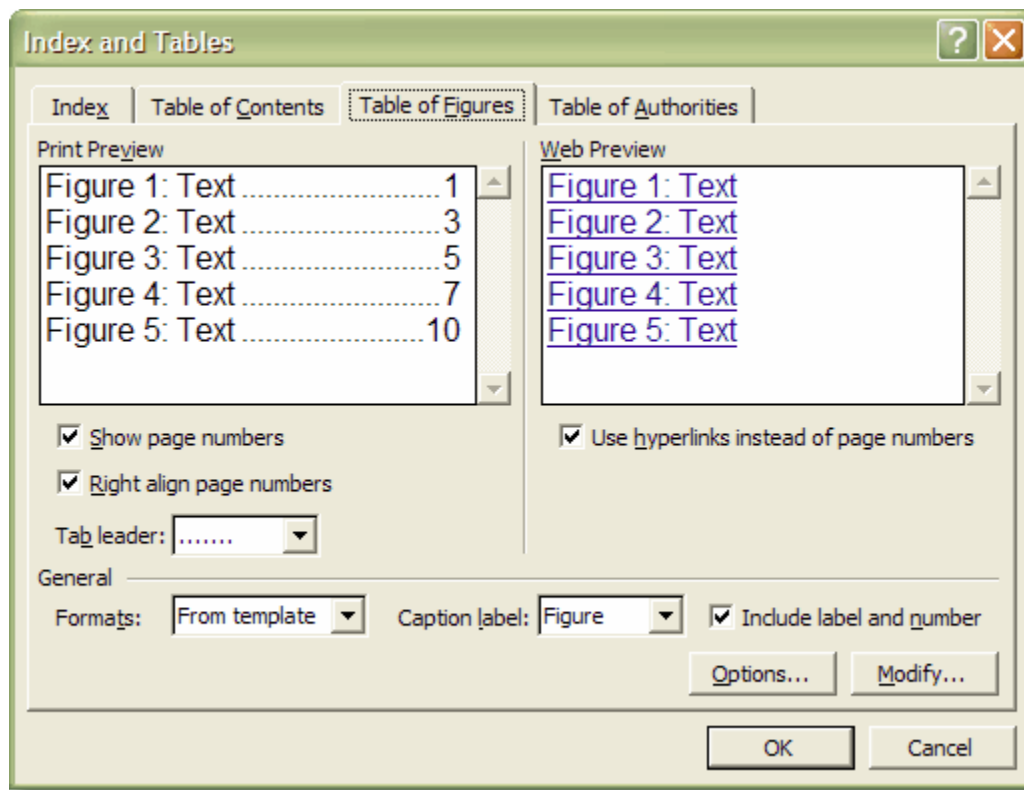 Index and Tables
Index Table of Contents Table of Figures Table of Authorities
Print Preview
Figure 1: Text ........................ 1
Figure 2: Text ........................ 3
Figure 3: Text ........................ 5
Figure 4: Text ........................ 7
Figure 5: Text ...................... 10
Web Preview
Figure 1: Text
Figure 2: Text
Figure 3: Text
Figure 4: Text
Figure 5: Text
Show page numbers
Right align page numbers
Tab leader: .......
Use hyperlinks instead of page numbers
General
Formats: From template Caption label: Figure Include label and number
Options... Modify...
OK Cancel